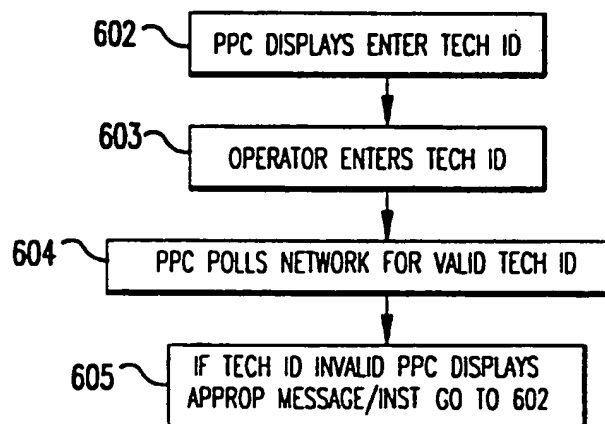 602
PPC DISPLAYS ENTER TECH ID
603
OPERATOR ENTERS TECH ID
604
PPC POLLS NETWORK FOR VALID TECH ID
605
IF TECH ID INVALID PPC DISPLAYS
APPROP MESSAGE/INST GO TO 602